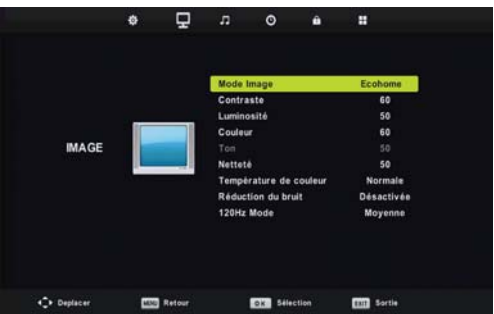 Mode Image Ecohome
Contraste 60
Luminosité 50
Couleur 60
IMAGE
Ton 50
Netteté 50
Température de couleur Normale
Réduction du bruit Désactivée
120Hz Mode Moyenne
Deplacer MENU Retour OK Sélection EXIT Sortie